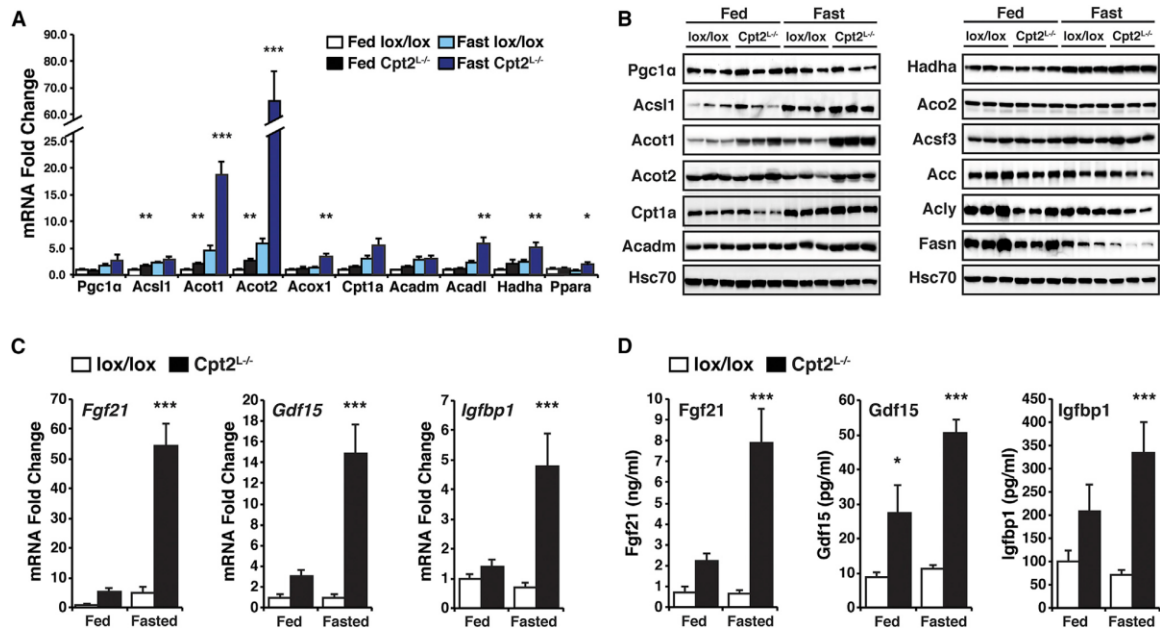 A
mRNA Fold Change
90.0
80.0
70.0
60.0
25.0
20.0
15.0
10.0
5.0
0.0
Fed lox/lox Fast lox/lox
Fed Cpt2L-/- Fast Cpt2L-/-
** ** *** ** *** ** ** ** *
Pgc1α Acsl1 Acot1 Acot2 Acox1 Cpt1a Acadm Acadl Hadha Ppara
B
Fed Fast
lox/lox Cpt2L-/- lox/lox Cpt2L-/-
Pgc1α
Acsl1
Acot1
Acot2
Cpt1a
Acadm
Hsc70
Fed Fast
lox/lox Cpt2L-/- lox/lox Cpt2L-/-
Hadha
Aco2
Acsf3
Acc
Acly
Fasn
Hsc70
C
lox/lox Cpt2L-/-
mRNA Fold Change
70
60
50
40
30
20
10
0
Fgf21 ***
Fed Fasted
mRNA Fold Change
20
18
16
14
12
10
8
6
4
2
0
Gdf15 ***
Fed Fasted
mRNA Fold Change
7
6
5
4
3
2
1
0
Igfbp1 ***
Fed Fasted
D
lox/lox Cpt2L-/-
Fgf21 (ng/ml)
10
9
8
7
6
5
4
3
2
1
0
Fgf21 ***
Fed Fasted
Gdf15 (pg/ml)
60
50
40
30
20
10
0
Gdf15 ***
*
Fed Fasted
Igfbp1 (pg/ml)
450
400
350
300
250
200
150
100
50
0
Igfbp1 ***
Fed Fasted